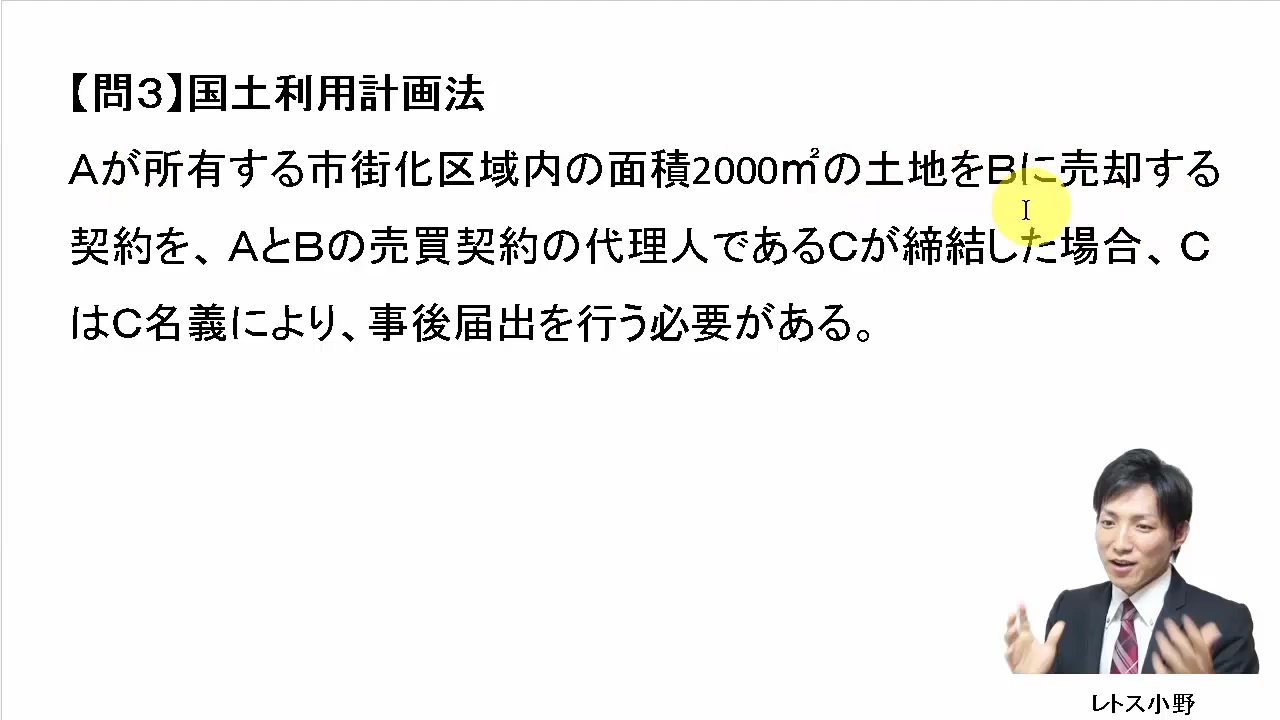 【問３】国土利用計画法
Ａが所有する市街化区域内の面積2000㎡の土地をＢに売却する
契約を、ＡとＢの売買契約の代理人であるＣが締結した場合、Ｃ
はＣ名義により、事後届出を行う必要がある。
レトス小野